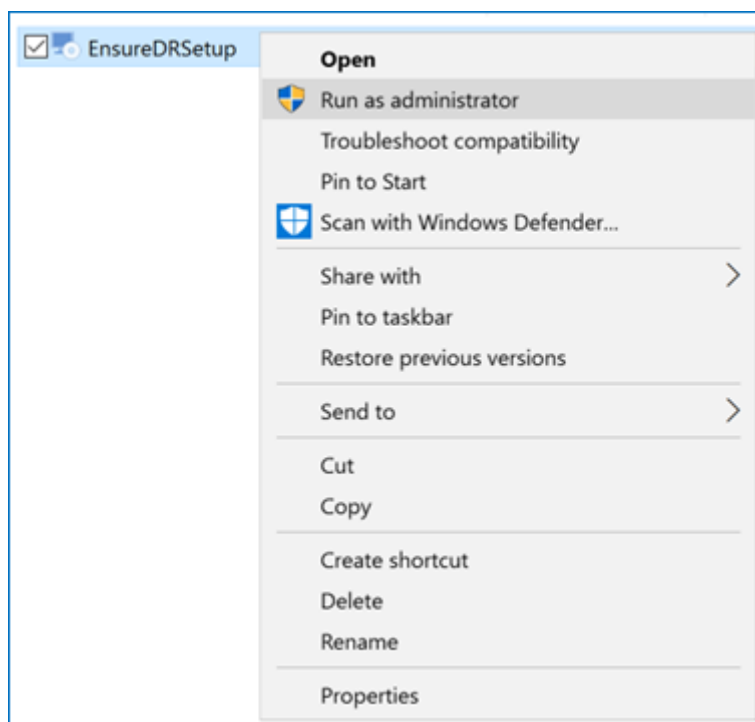 EnsureDRSetup
Open
Run as administrator
Troubleshoot compatibility
Pin to Start
Scan with Windows Defender...
Share with
Pin to taskbar
Restore previous versions
Send to
Cut
Copy
Create shortcut
Delete
Rename
Properties